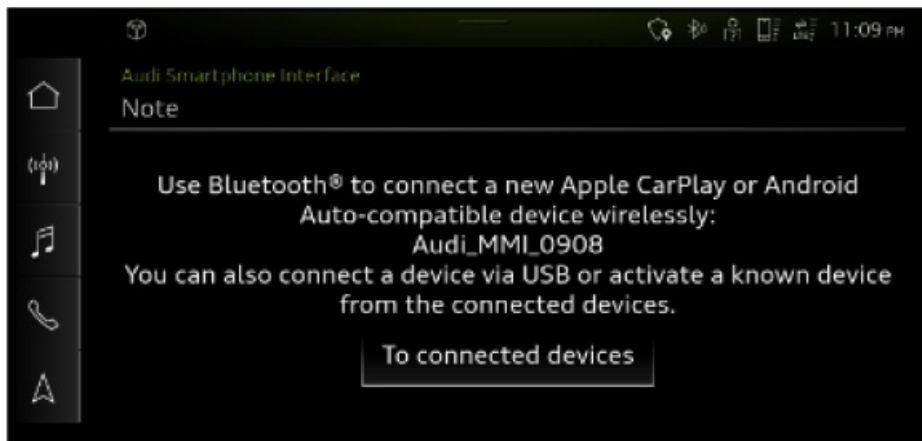 11:09 PM
Audi Smartphone Interface
Note
Use Bluetooth® to connect a new Apple CarPlay or Android
Auto-compatible device wirelessly:
Audi_MMI_0908
You can also connect a device via USB or activate a known device
from the connected devices.
To connected devices